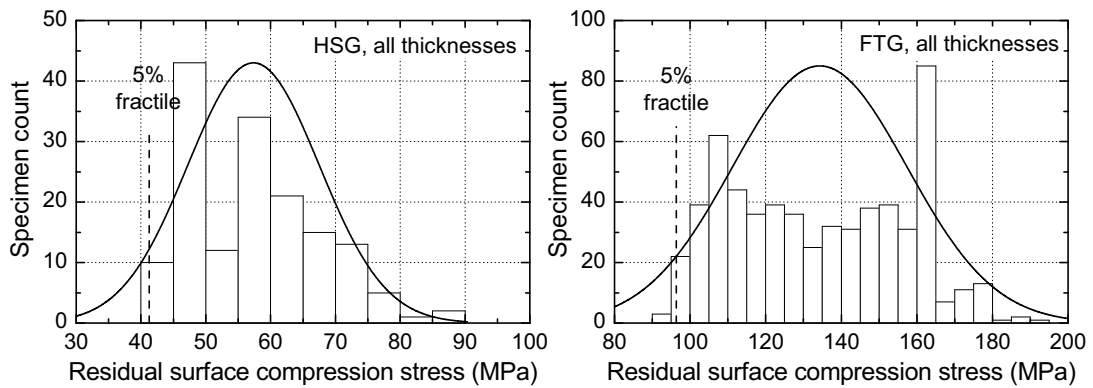 50
40
30
20
10
0
Specimen count
HSG, all thicknesses
5%
fractile
30 40 50 60 70 80 90 100
Residual surface compression stress (MPa)
100
80
60
40
20
0
Specimen count
FTG, all thicknesses
5%
fractile
80 100 120 140 160 180 200
Residual surface compression stress (MPa)